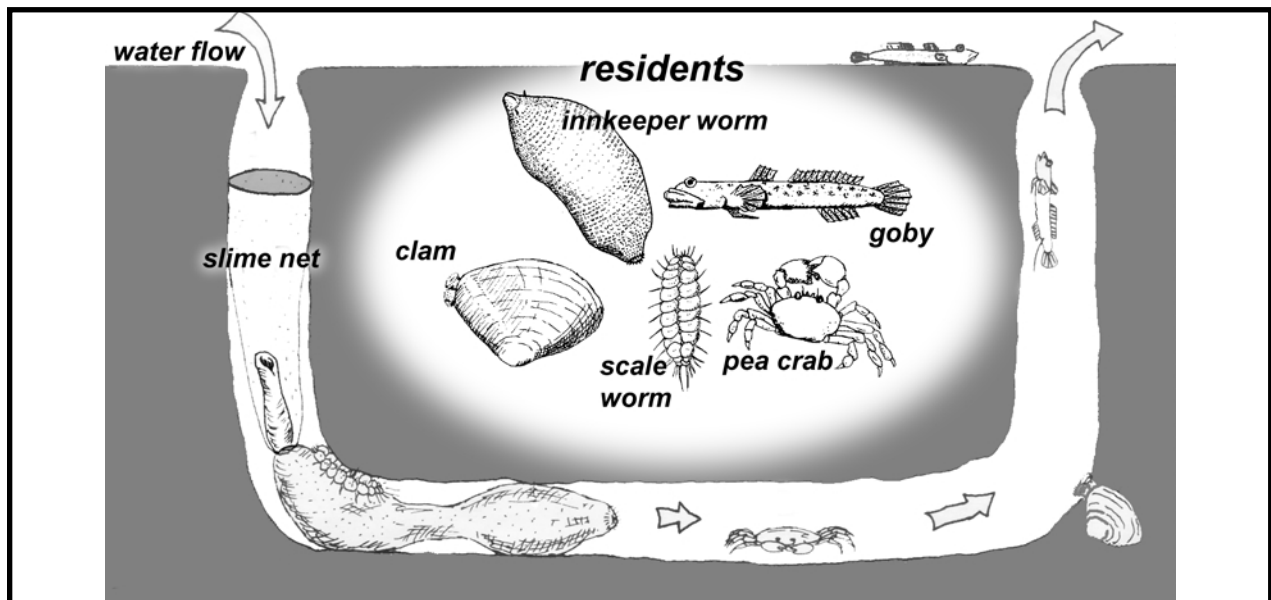 water flow
residents
innkeeper worm
goby
clam
slime net
scale
worm
pea crab